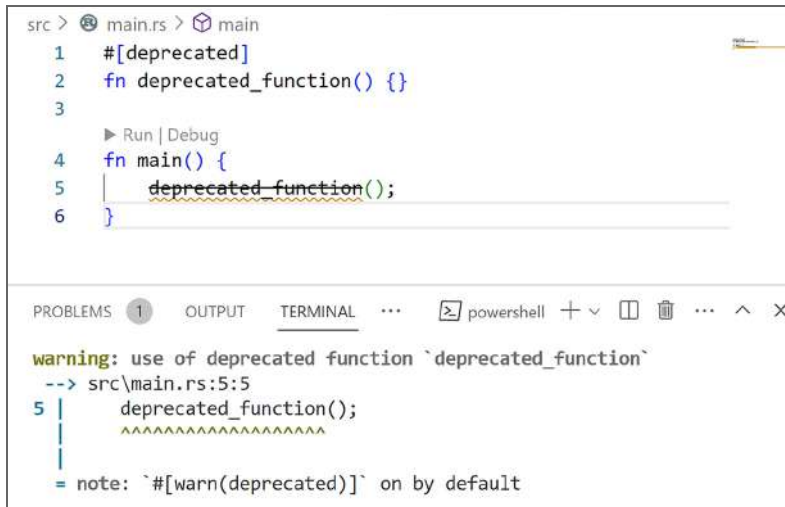 src > main.rs > main
1 #[deprecated]
2 fn deprecated_function() {}
3
▶ Run | Debug
4 fn main() {
5     deprecated_function();
6 }
PROBLEMS 1 OUTPUT TERMINAL ··· powershell
warning: use of deprecated function `deprecated_function`
 --> src\main.rs:5:5
5 |     deprecated_function();
  |     ^^^^^^^^^^^^^^^^^^^
  |
  = note: `#[warn(deprecated)]` on by default